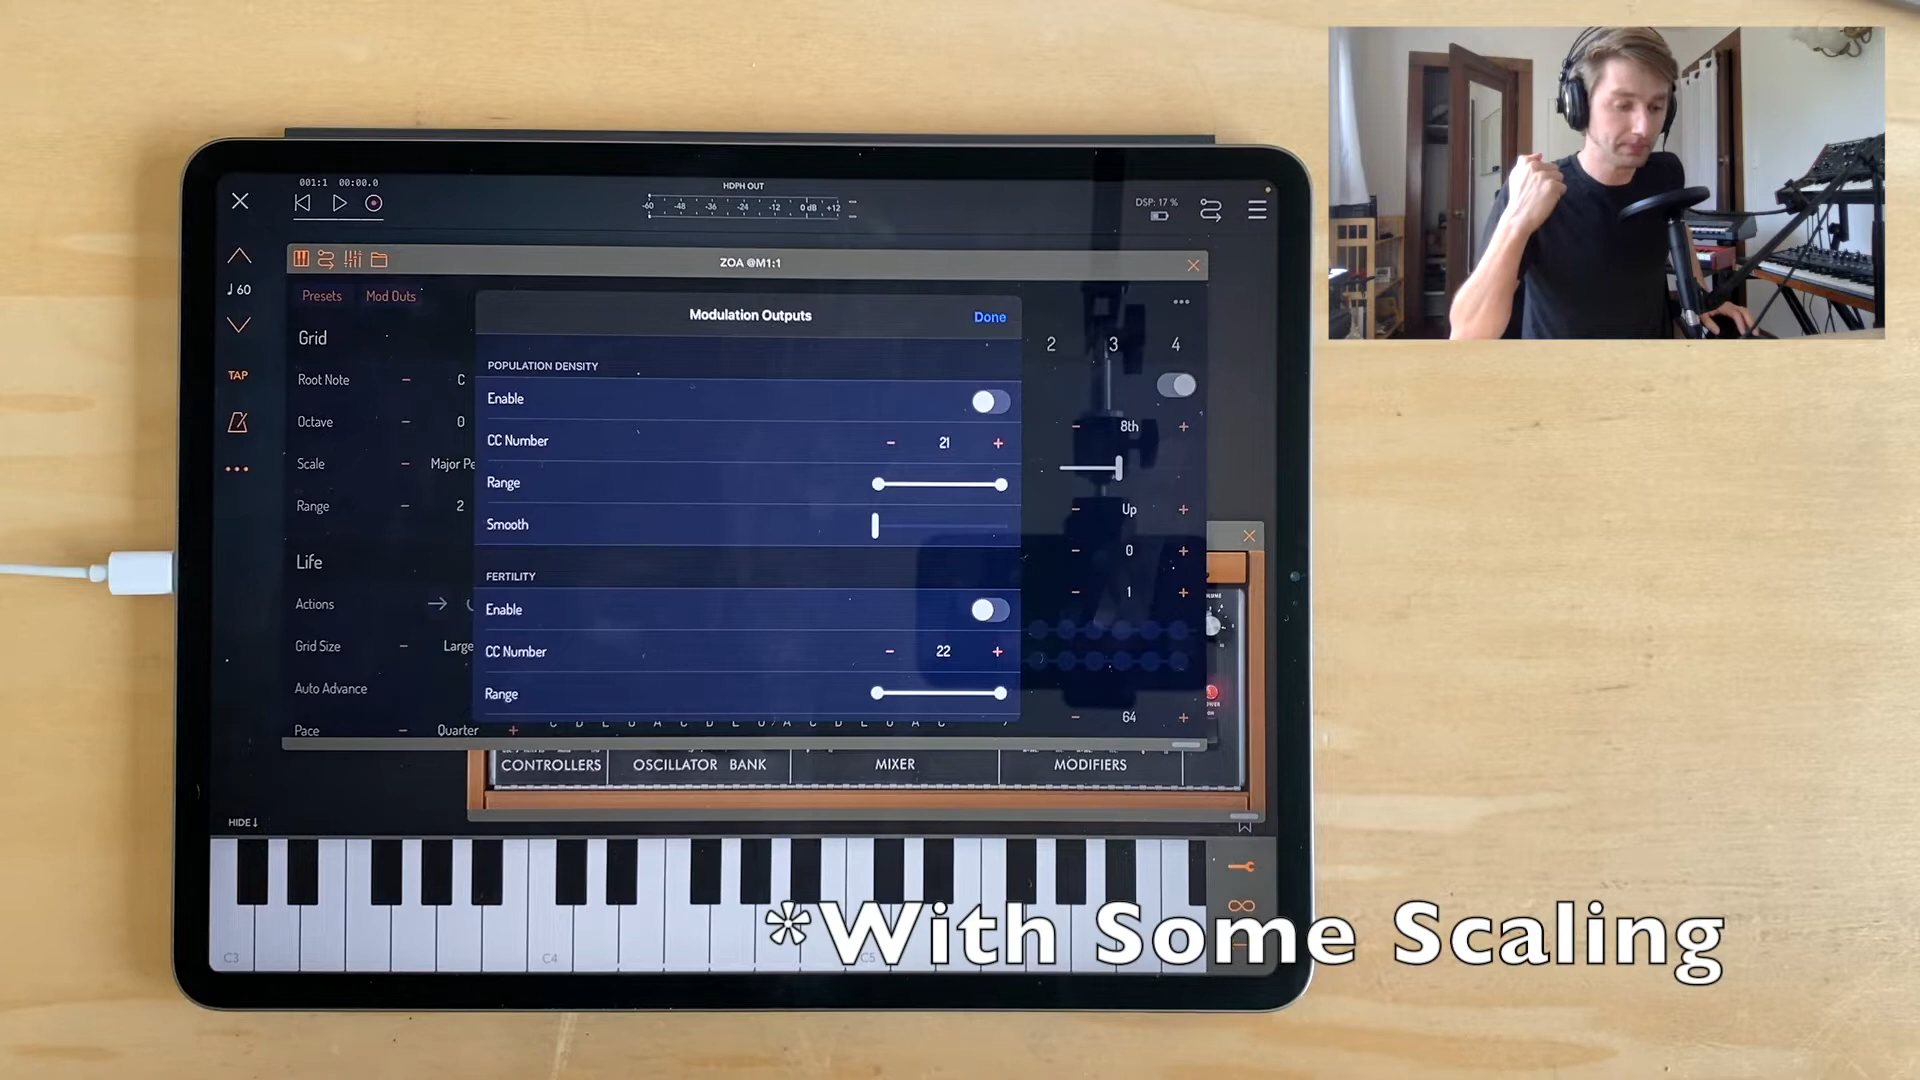 001:1 00:00.0
HDPH OUT
-60 -48 -36 -24 -12 0 dB +12
DSP: 17 %
♩ 60
TAP
ZOA @M1:1
Presets Mod Outs
Grid
Root Note − C
Octave − 0
Scale − Major Pe
Range − 2
Life
Actions
Grid Size − Large
Auto Advance
Pace − Quarter +
Modulation Outputs
Done
POPULATION DENSITY
Enable
CC Number − 21 +
Range
Smooth
FERTILITY
Enable
CC Number − 22 +
Range
2 3 4
− 8th +
− Up +
− 0 +
− 1 +
− 64 +
CONTROLLERS OSCILLATOR BANK MIXER MODIFIERS
HIDE
C3 C4 C5
*With Some Scaling